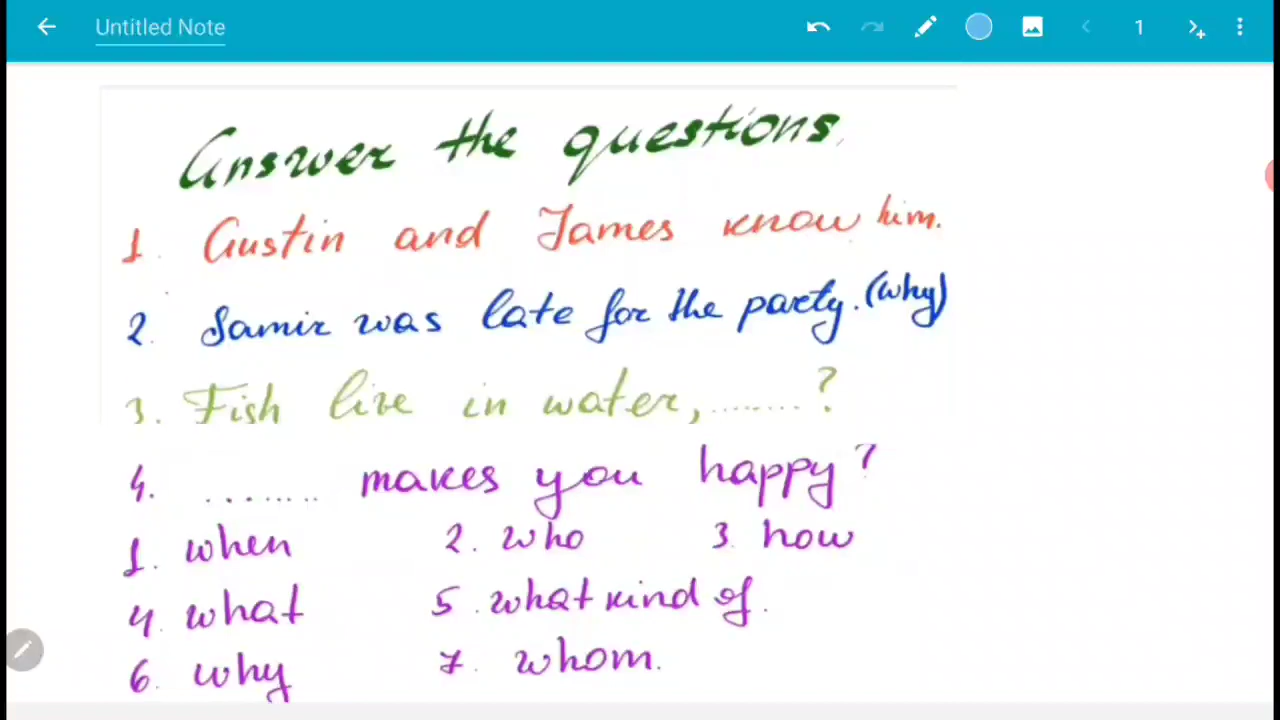 Untitled Note
1
Answer the questions.
1. Austin and James know him.
2. Samir was late for the party. (why)
3. Fish live in water, ........ ?
4. ........ makes you happy?
1. when 2. who 3. how
4. what 5. what kind of.
6. why 7. whom.